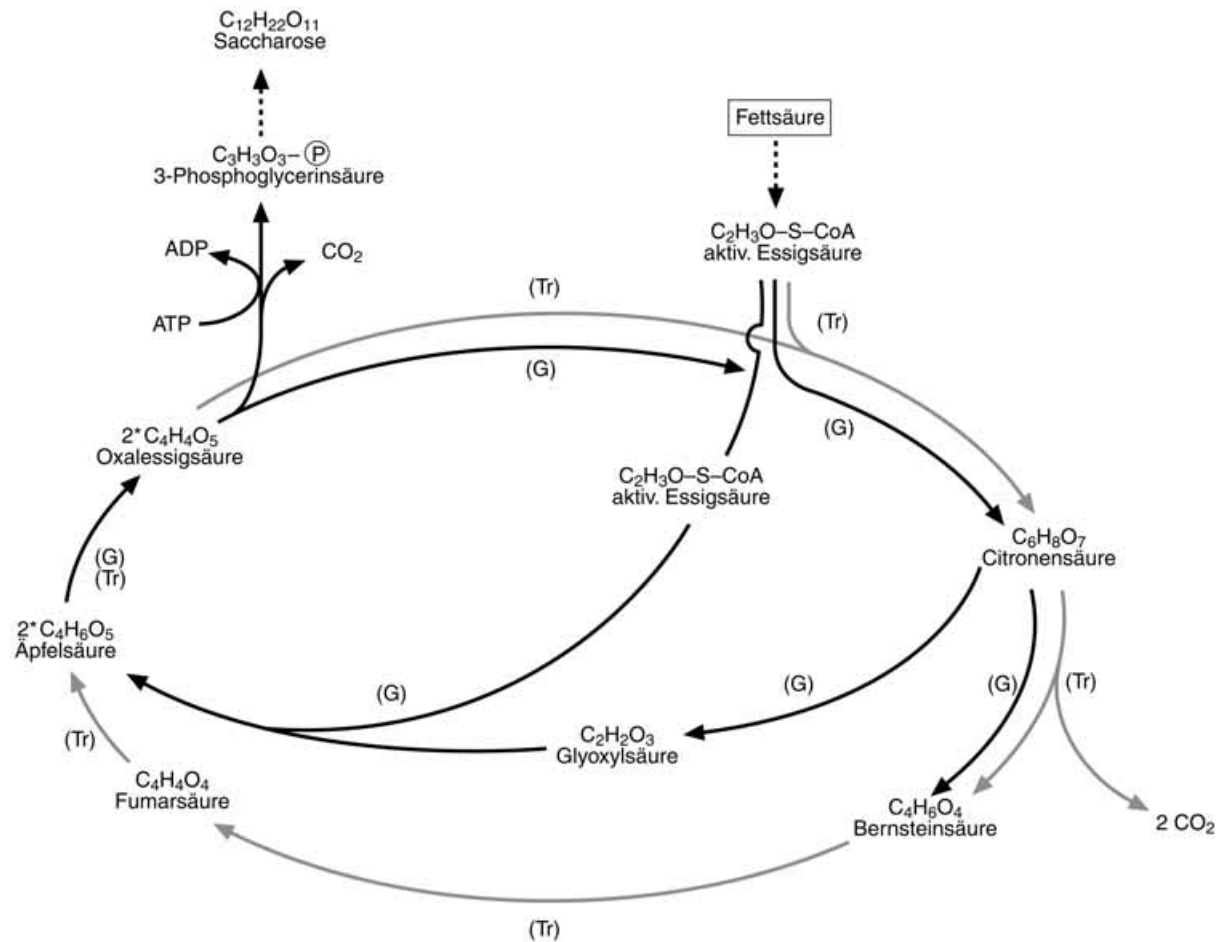 C₁₂H₂₂O₁₁
Saccharose
Fettsäure
C₃H₃O₃– Ⓟ
3-Phosphoglycerinsäure
C₂H₃O–S–CoA
aktiv. Essigsäure
ADP
CO₂
ATP
(Tr)
(Tr)
(G)
(G)
2* C₄H₄O₅
Oxalessigsäure
C₂H₃O–S–CoA
aktiv. Essigsäure
C₆H₈O₇
Citronensäure
(G)
(Tr)
2* C₄H₆O₅
Äpfelsäure
(G)
(G)
(G)
(Tr)
(Tr)
C₂H₂O₃
Glyoxylsäure
C₄H₄O₄
Fumarsäure
C₄H₆O₄
Bernsteinsäure
2 CO₂
(Tr)